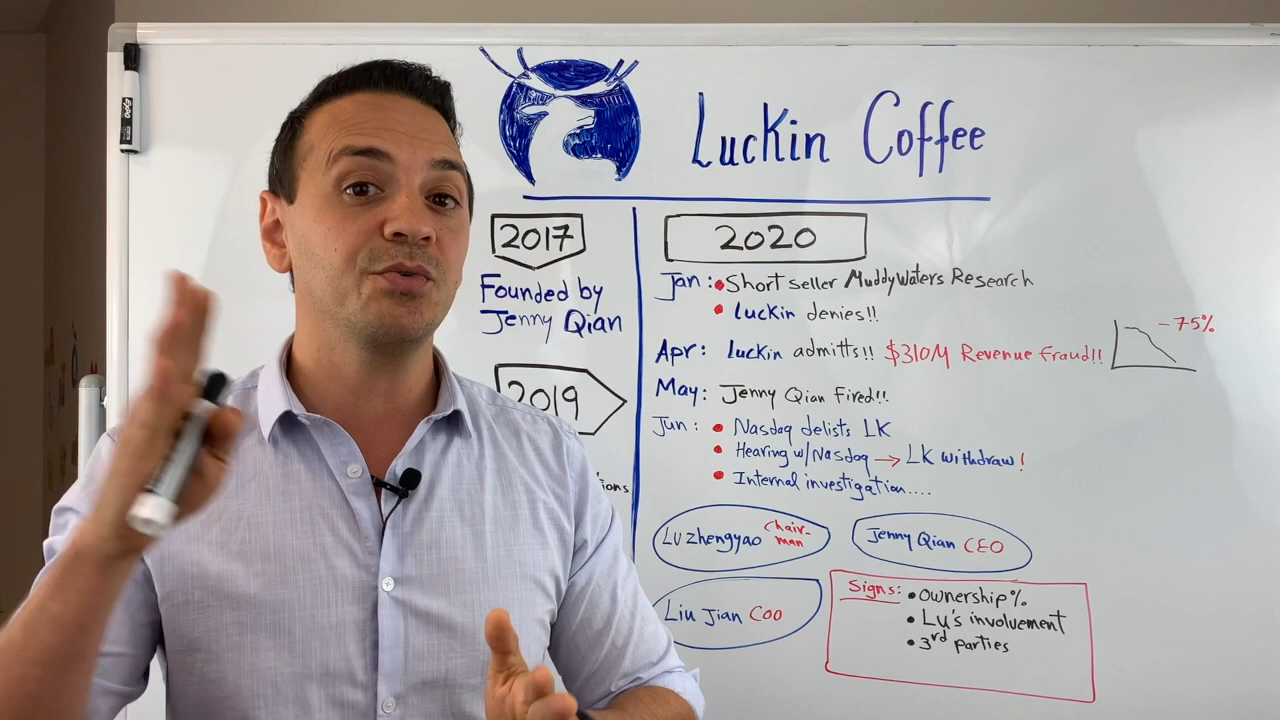 EXPO
Luckin Coffee
2017
Founded by
Jenny Qian
2019
ions
2020
Jan: • Short seller MuddyWaters Research
• Luckin denies!!
Apr: Luckin admitts!! $310M Revenue Fraud!!
-75%
May: Jenny Qian Fired!!
Jun: • Nasdaq delists LK
• Hearing w/Nasdaq → LK withdraw!
• Internal investigation....
Lu zhengyao Chair-
man
Jenny Qian CEO
Liu Jian COO
Signs: • Ownership%
• Lu's involvement
• 3rd parties